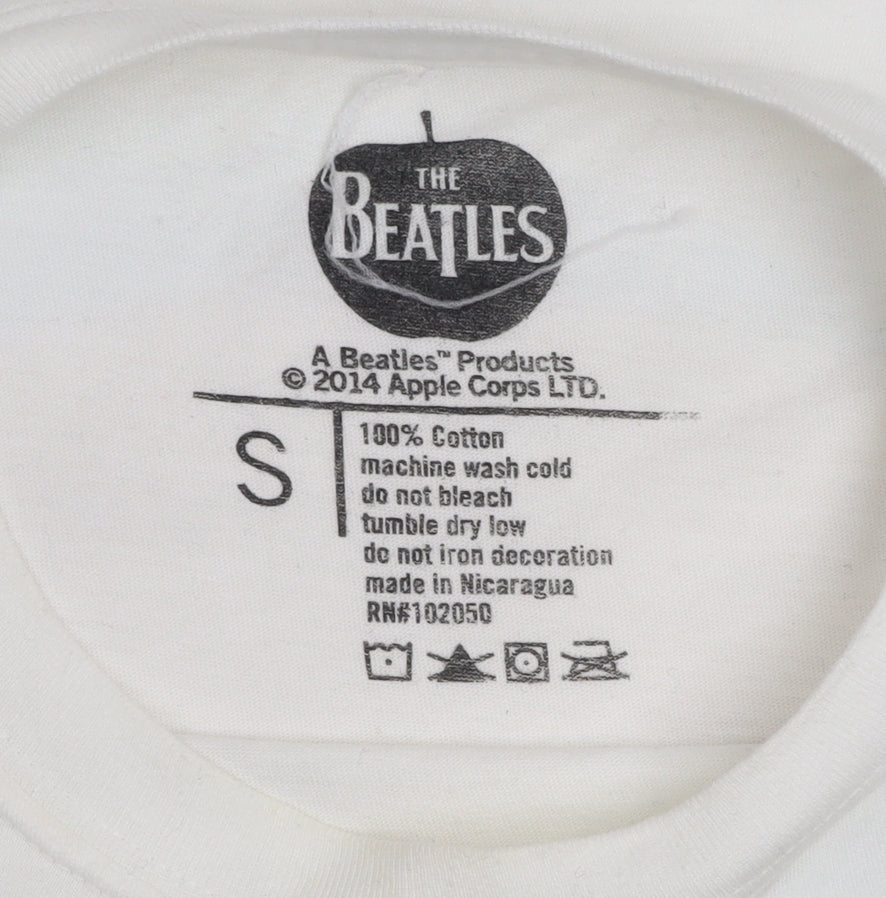 THE
BEATLES
A Beatles™ Products
© 2014 Apple Corps LTD.
S
100% Cotton
machine wash cold
do not bleach
tumble dry low
do not iron decoration
made in Nicaragua
RN#102050